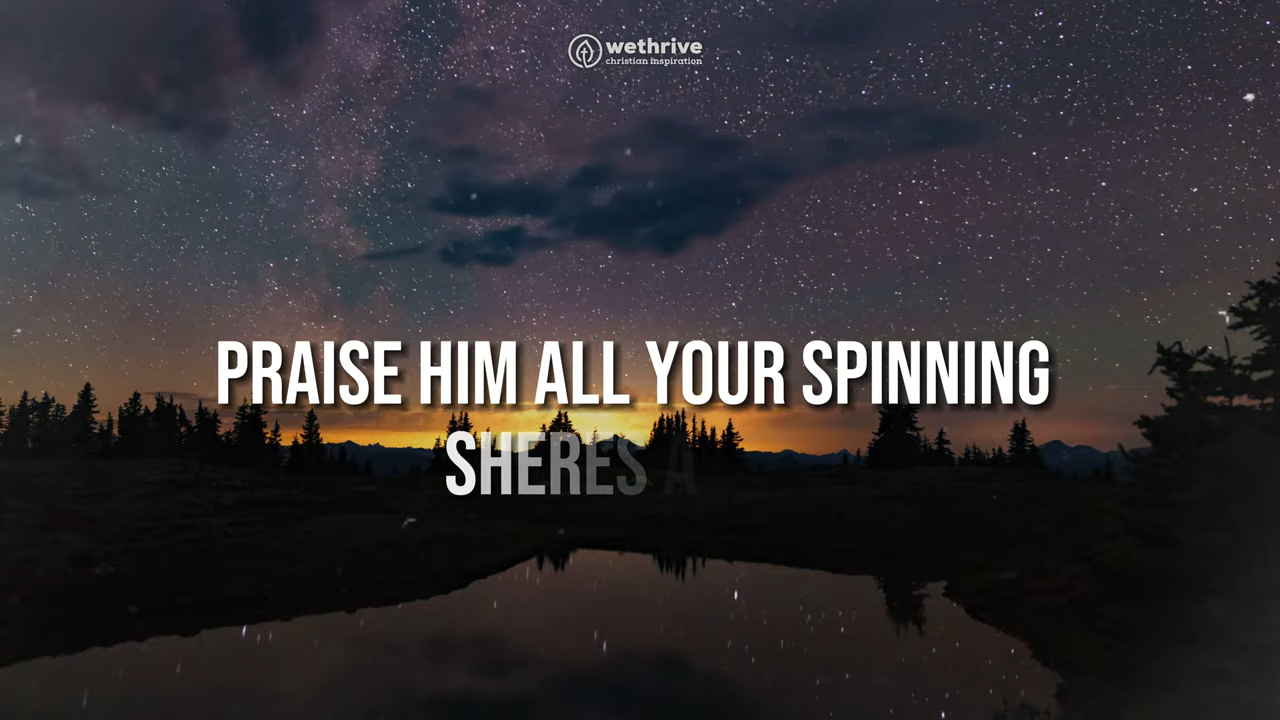 wethrive
christian inspiration
PRAISE HIM ALL YOUR SPINNING
SHERES A